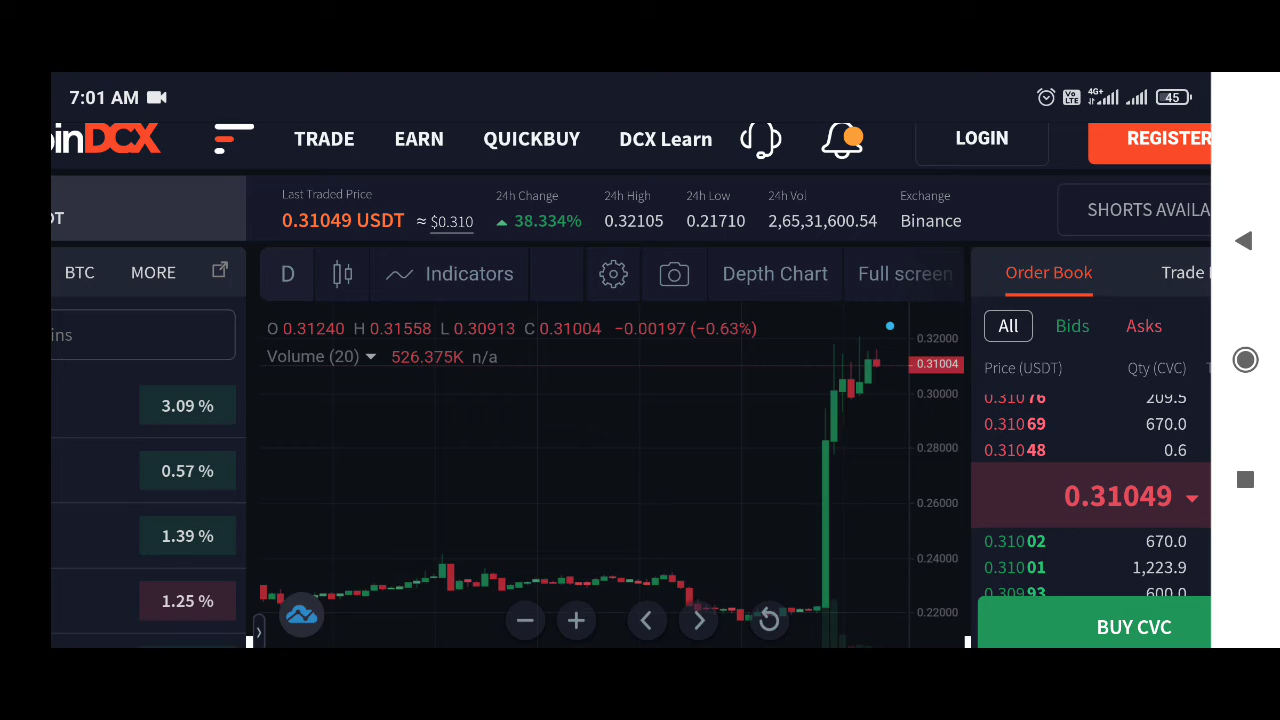 7:01 AM
Vo LTE 4G+ 45
inDCX TRADE EARN QUICKBUY DCX Learn LOGIN REGISTER
Last Traded Price 24h Change 24h High 24h Low 24h Vol Exchange
DT 0.31049 USDT ≈ $0.310 38.334% 0.32105 0.21710 2,65,31,600.54 Binance SHORTS AVAILA
BTC MORE D Indicators Depth Chart Full screen Order Book Trade
O 0.31240 H 0.31558 L 0.30913 C 0.31004 −0.00197 (−0.63%)
ins
Volume (20) 526.375K n/a
All Bids Asks
0.32000
0.31004
0.30000
0.28000
0.26000
0.24000
0.22000
3.09 %
0.57 %
1.39 %
1.25 %
Price (USDT) Qty (CVC)
0.31076 209.5
0.31069 670.0
0.31048 0.6
0.31049
0.31002 670.0
0.31001 1,223.9
0.30993 600.0
BUY CVC